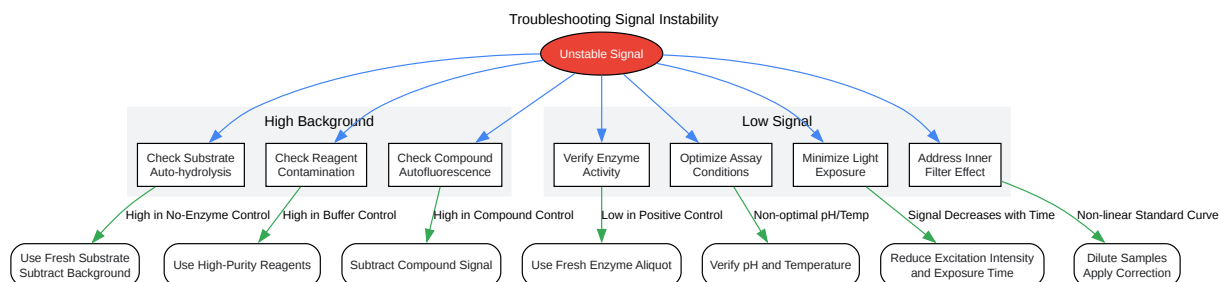 Troubleshooting Signal Instability
Unstable Signal
High Background
Low Signal
Check Substrate
Auto-hydrolysis
Check Reagent
Contamination
Check Compound
Autofluorescence
Verify Enzyme
Activity
Optimize Assay
Conditions
Minimize Light
Exposure
Address Inner
Filter Effect
High in No-Enzyme Control
High in Buffer Control
High in Compound Control
Low in Positive Control
Non-optimal pH/Temp
Signal Decreases with Time
Non-linear Standard Curve
Use Fresh Substrate
Subtract Background
Use High-Purity Reagents
Subtract Compound Signal
Use Fresh Enzyme Aliquot
Verify pH and Temperature
Reduce Excitation Intensity
and Exposure Time
Dilute Samples
Apply Correction